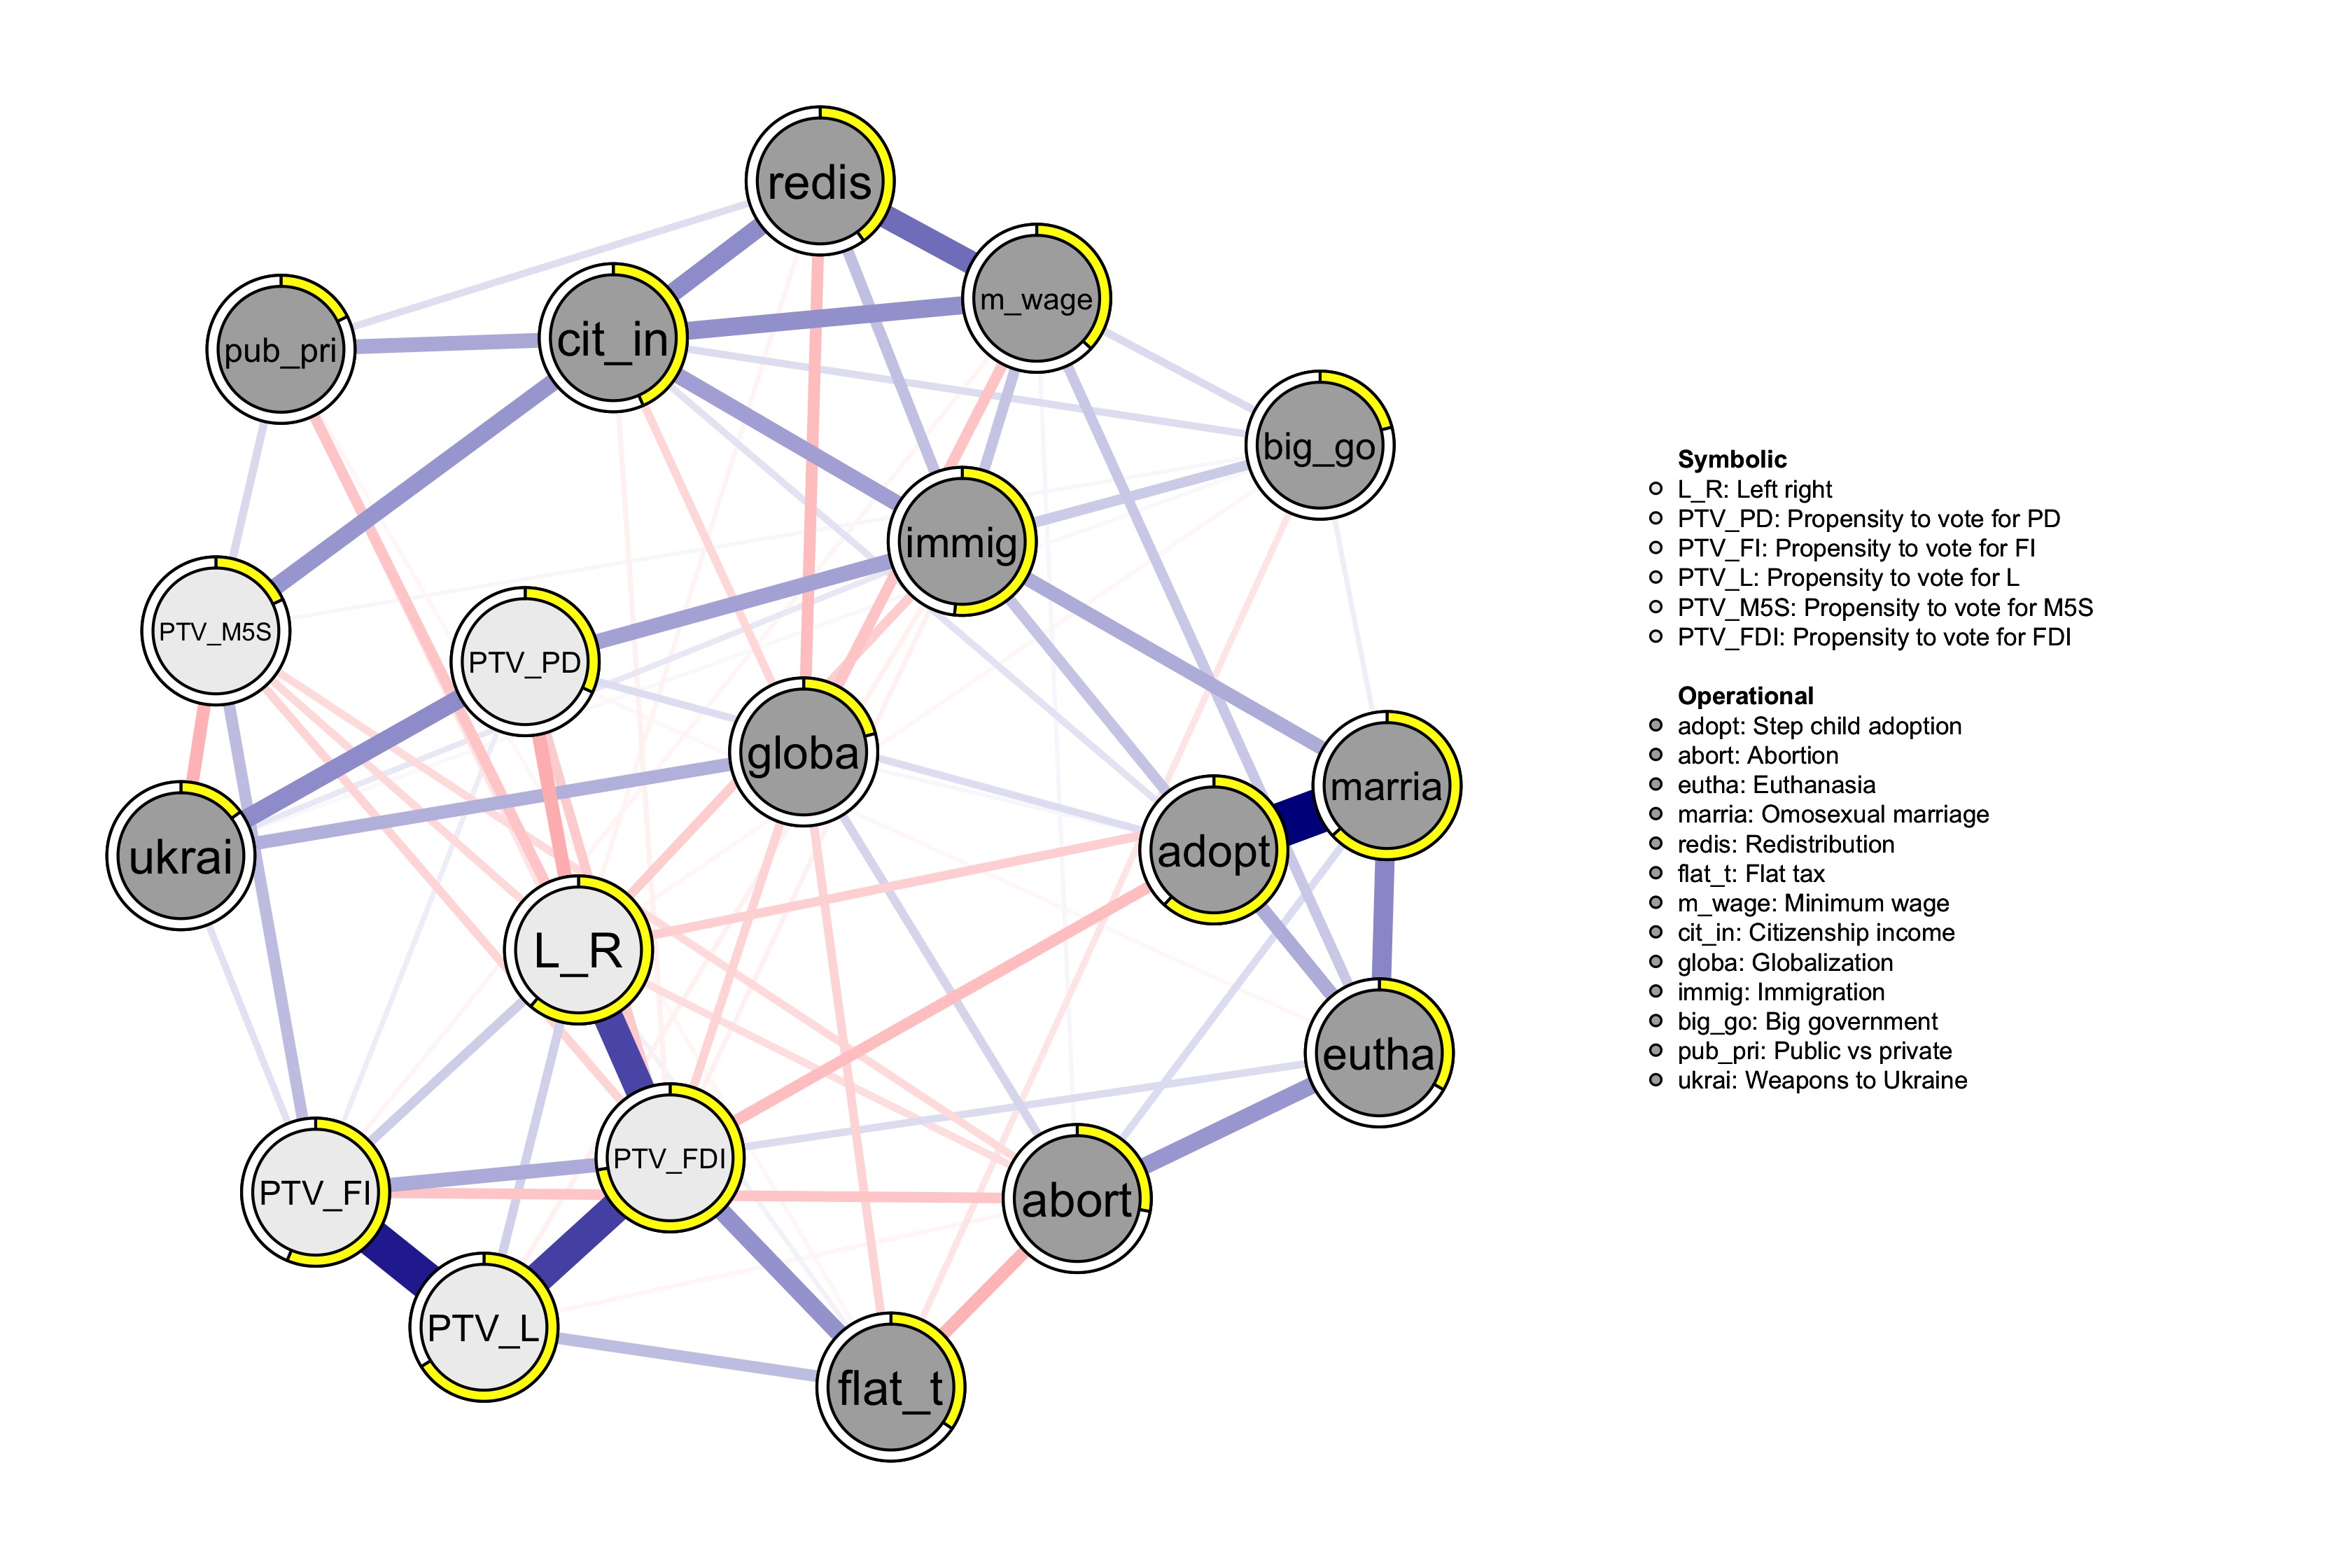 redis
m_wage
cit_in
pub_pri
big_go
immig
PTV_M5S
PTV_PD
globa
marria
adopt
ukrai
L_R
eutha
PTV_FDI
PTV_FI
abort
PTV_L
flat_t
Symbolic
L_R: Left right
PTV_PD: Propensity to vote for PD
PTV_FI: Propensity to vote for FI
PTV_L: Propensity to vote for L
PTV_M5S: Propensity to vote for M5S
PTV_FDI: Propensity to vote for FDI
Operational
adopt: Step child adoption
abort: Abortion
eutha: Euthanasia
marria: Omosexual marriage
redis: Redistribution
flat_t: Flat tax
m_wage: Minimum wage
cit_in: Citizenship income
globa: Globalization
immig: Immigration
big_go: Big government
pub_pri: Public vs private
ukrai: Weapons to Ukraine